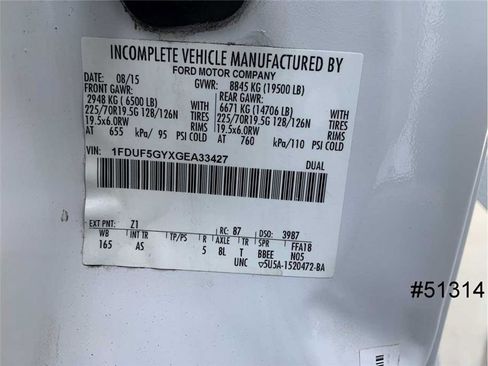 INCOMPLETE VEHICLE MANUFACTURED BY
FORD MOTOR COMPANY
08/15 GVWR: 8845 KG (19500 LB)
FRONT GAWR: REAR GAWR:
2948 KG (6500 LB) 6671 KG (14706 LB)
225/70R19.5G 128/126N TIRES 225/70R19.5G 128/126N TIRES
19.5x6.0RW RIMS 19.5x6.0RW RIMS
AT 655 kPa/ 95 PSI COLD AT 760 kPa/110 PSI COLD
VIN: 1FDUF5GYXGEA33427 DUAL
EXT PNT: Z1 RC: 87 DSO: 3987
WB INT TR TP/PS R AXLE TR SPR FFA18
165 AS 5 8L T BBEE N05
UNC ▽5U5A-1520472-BA
#51314